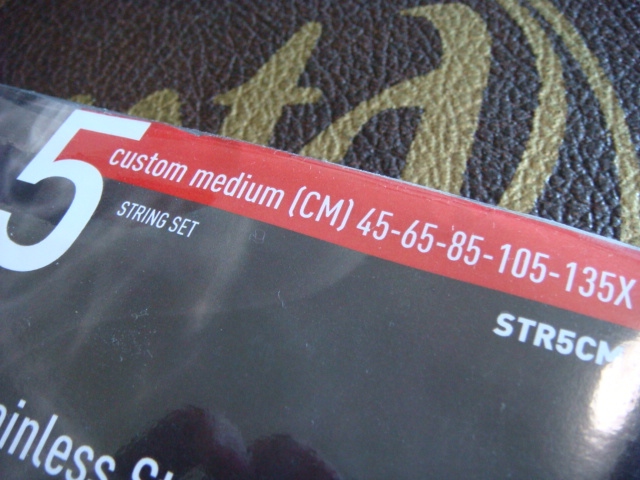 5
custom medium (CM) 45-65-85-105-135X
STRING SET
STR5CM